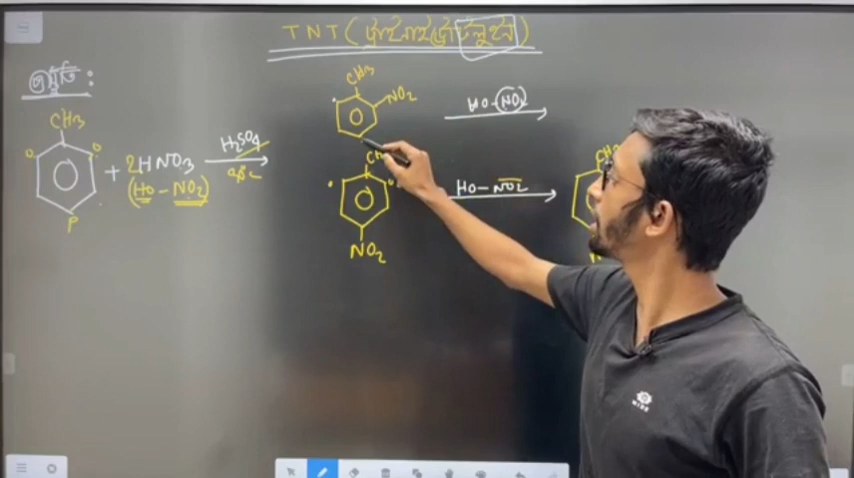 TNT (ট্রাইনাইট্রো টলুইন)
প্রস্তুতি :
CH3
O
O
P
+ 2HNO3
(HO - NO2)
H2SO4
CH3
NO2
HO - NO2
CH
NO2
HO - NO2
CH3